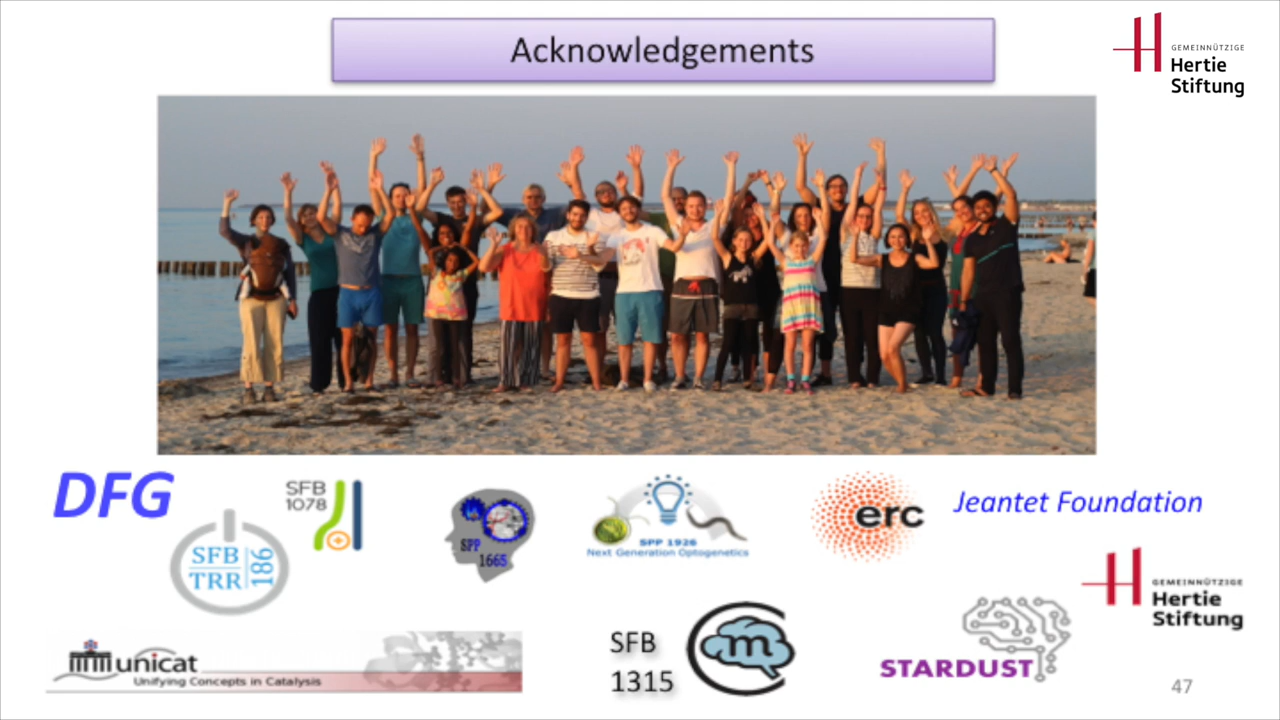 Acknowledgements
GEMEINNÜTZIGE
Hertie
Stiftung
DFG
SFB
1078
SPP
1665
SPP 1926
Next Generation Optogenetics
erc
Jeantet Foundation
SFB
TRR
186
GEMEINNÜTZIGE
Hertie
Stiftung
unicat
Unifying Concepts in Catalysis
SFB
1315
m
STARDUST
47